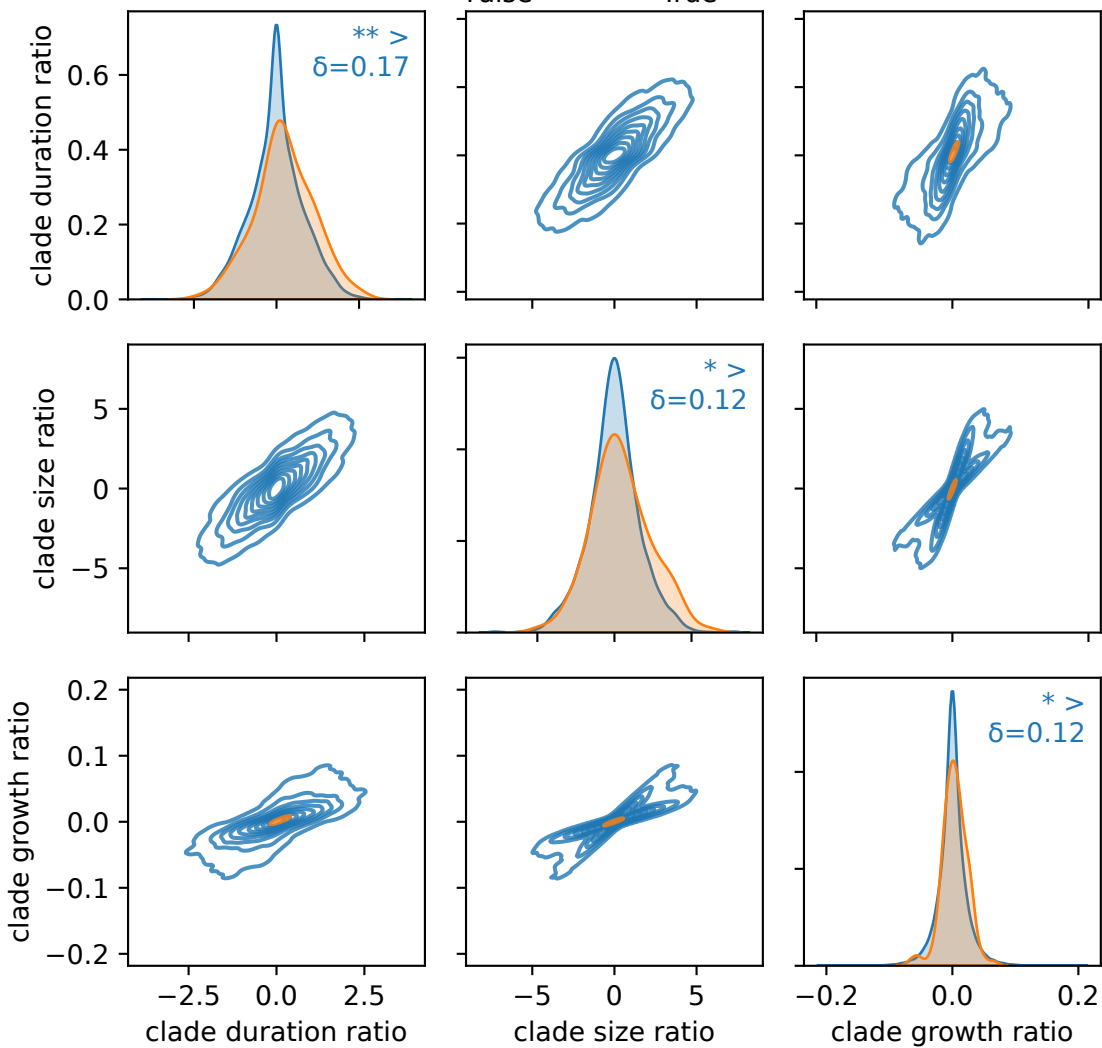 True
clade duration ratio
0.6
0.4
0.2
0.0
** >
δ=0.17
clade size ratio
5
0
−5
* >
δ=0.12
clade growth ratio
0.2
0.1
0.0
−0.1
−0.2
* >
δ=0.12
−2.5 0.0 2.5
−5 0 5
−0.2 0.0 0.2
clade duration ratio
clade size ratio
clade growth ratio